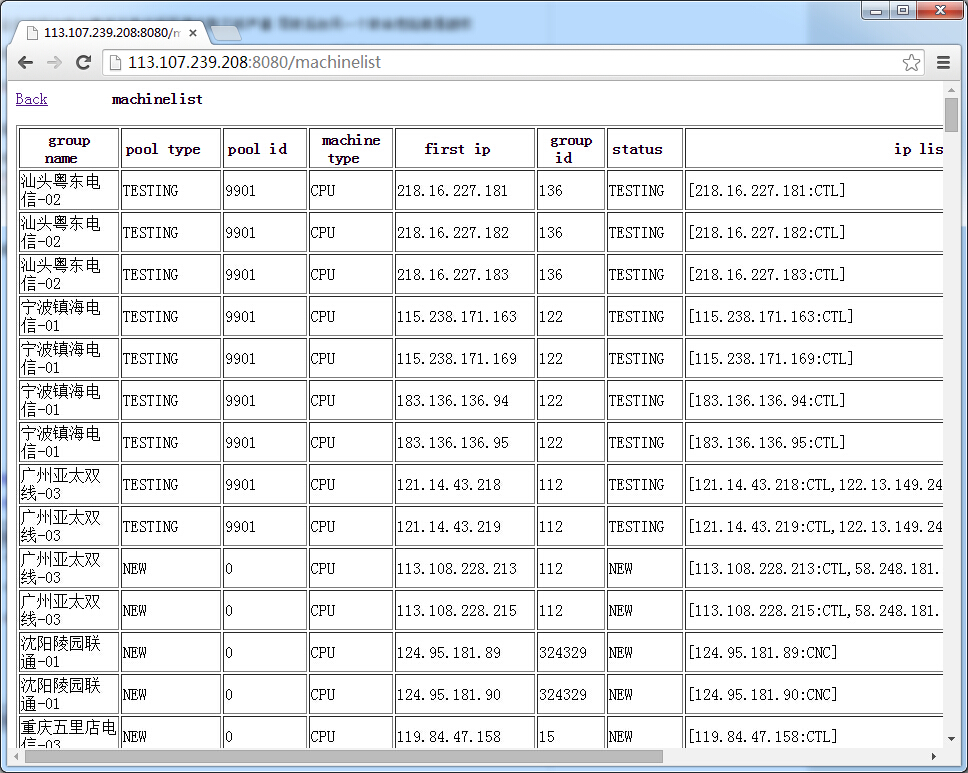 113.107.239.208:8080/m
113.107.239.208:8080/machinelist
Back machinelist
group name pool type pool id machine type first ip group id status ip lis
汕头粤东电信-02 TESTING 9901 CPU 218.16.227.181 136 TESTING [218.16.227.181:CTL]
汕头粤东电信-02 TESTING 9901 CPU 218.16.227.182 136 TESTING [218.16.227.182:CTL]
汕头粤东电信-02 TESTING 9901 CPU 218.16.227.183 136 TESTING [218.16.227.183:CTL]
宁波镇海电信-01 TESTING 9901 CPU 115.238.171.163 122 TESTING [115.238.171.163:CTL]
宁波镇海电信-01 TESTING 9901 CPU 115.238.171.169 122 TESTING [115.238.171.169:CTL]
宁波镇海电信-01 TESTING 9901 CPU 183.136.136.94 122 TESTING [183.136.136.94:CTL]
宁波镇海电信-01 TESTING 9901 CPU 183.136.136.95 122 TESTING [183.136.136.95:CTL]
广州亚太双线-03 TESTING 9901 CPU 121.14.43.218 112 TESTING [121.14.43.218:CTL,122.13.149.24
广州亚太双线-03 TESTING 9901 CPU 121.14.43.219 112 TESTING [121.14.43.219:CTL,122.13.149.24
广州亚太双线-03 NEW 0 CPU 113.108.228.213 112 NEW [113.108.228.213:CTL,58.248.181.
广州亚太双线-03 NEW 0 CPU 113.108.228.215 112 NEW [113.108.228.215:CTL,58.248.181.
沈阳陵园联通-01 NEW 0 CPU 124.95.181.89 324329 NEW [124.95.181.89:CNC]
沈阳陵园联通-01 NEW 0 CPU 124.95.181.90 324329 NEW [124.95.181.90:CNC]
重庆五里店电信-03 NEW 0 CPU 119.84.47.158 15 NEW [119.84.47.158:CTL]